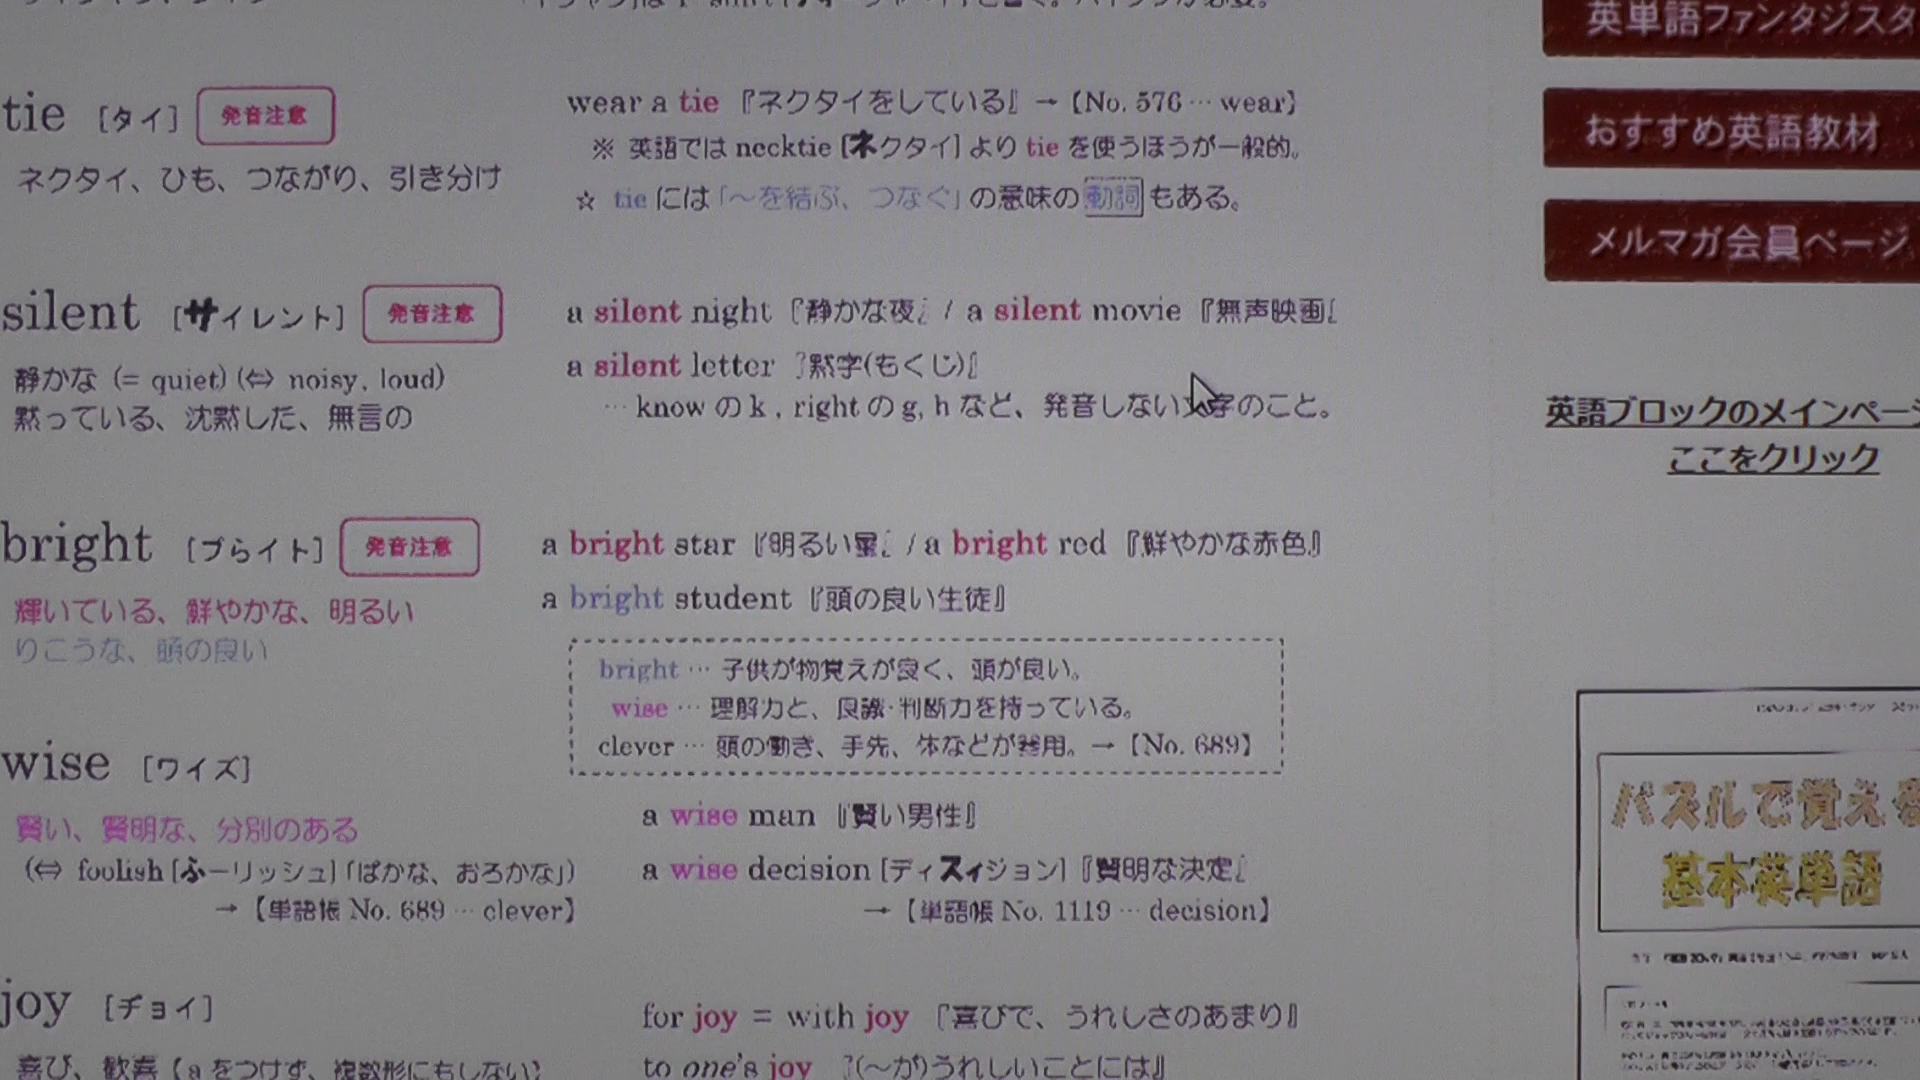 tie [タイ] 発音注意
ネクタイ、ひも、つながり、引き分け
wear a tie 『ネクタイをしている』 → 【No. 576 … wear】
※ 英語では necktie [ネクタイ] より tie を使うほうが一般的。
☆ tie には「～を結ぶ、つなぐ」の意味の動詞もある。
silent [サイレント] 発音注意
静かな (= quiet) (⇔ noisy, loud)
黙っている、沈黙した、無言の
a silent night 『静かな夜』 / a silent movie 『無声映画』
a silent letter 『黙字(もくじ)』
… know の k , right の g, h など、発音しない文字のこと。
bright [ブらイト] 発音注意
輝いている、鮮やかな、明るい
りこうな、頭の良い
a bright star 『明るい星』 / a bright red 『鮮やかな赤色』
a bright student 『頭の良い生徒』
bright … 子供が物覚えが良く、頭が良い。
wise … 理解力と、良識・判断力を持っている。
clever … 頭の働き、手先、体などが器用。→ 【No. 689】
wise [ワイズ]
賢い、賢明な、分別のある
(⇔ foolish [ふーリッシュ] 「ばかな、おろかな」)
→ 【単語帳 No. 689 … clever】
a wise man 『賢い男性』
a wise decision [ディスィジョン] 『賢明な決定』
→ 【単語帳 No. 1119 … decision】
joy [ヂョイ]
喜び、歓喜 【a をつけず、複数形にもしない】
for joy = with joy 『喜びで、うれしさのあまり』
to one's joy 『(～が)うれしいことには』
英単語ファンタジスタ
おすすめ英語教材
メルマガ会員ページ
英語ブロックのメインページ
ここをクリック
パズルで覚える
基本英単語